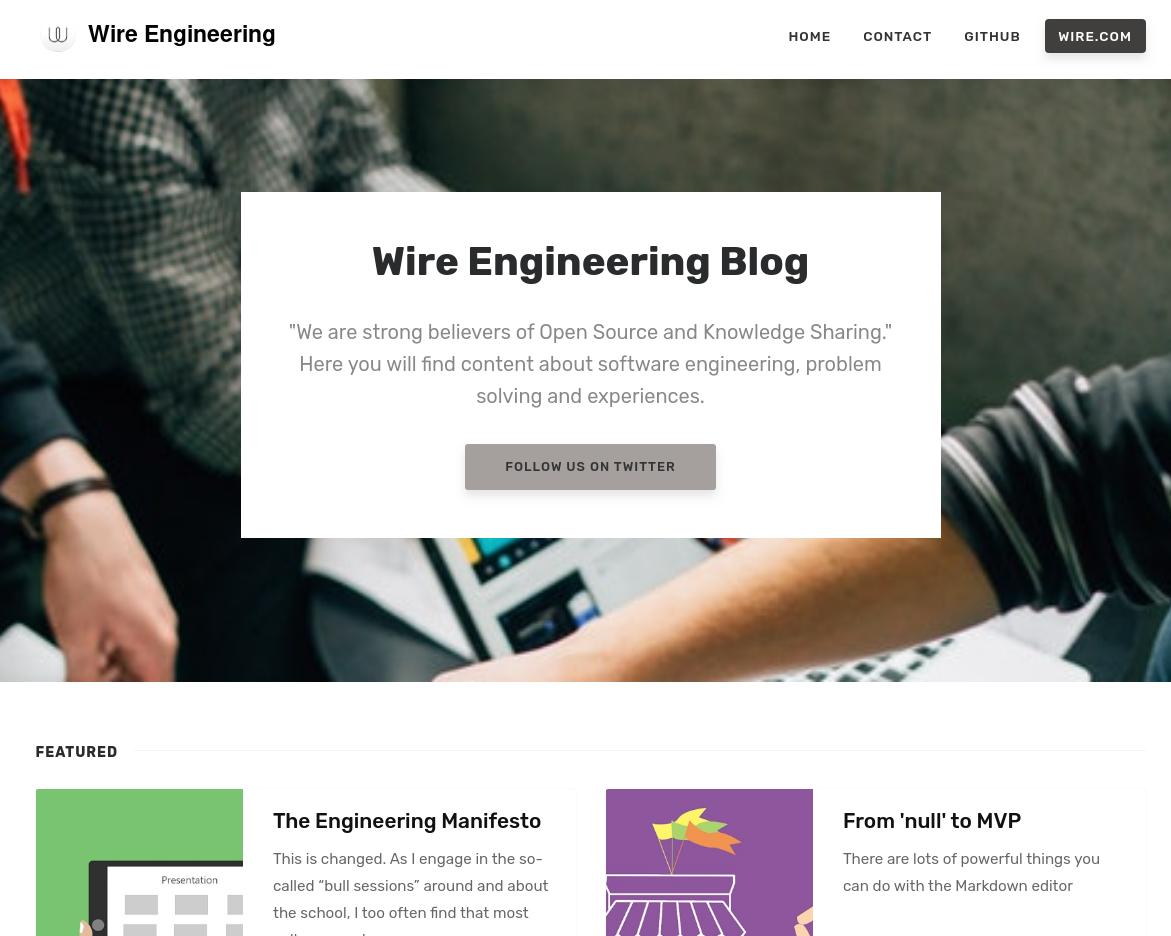 Wire Engineering
HOME CONTACT GITHUB WIRE.COM
Wire Engineering Blog
"We are strong believers of Open Source and Knowledge Sharing."
Here you will find content about software engineering, problem
solving and experiences.
FOLLOW US ON TWITTER
FEATURED
The Engineering Manifesto
This is changed. As I engage in the so-
called “bull sessions” around and about
the school, I too often find that most
Presentation
From 'null' to MVP
There are lots of powerful things you
can do with the Markdown editor